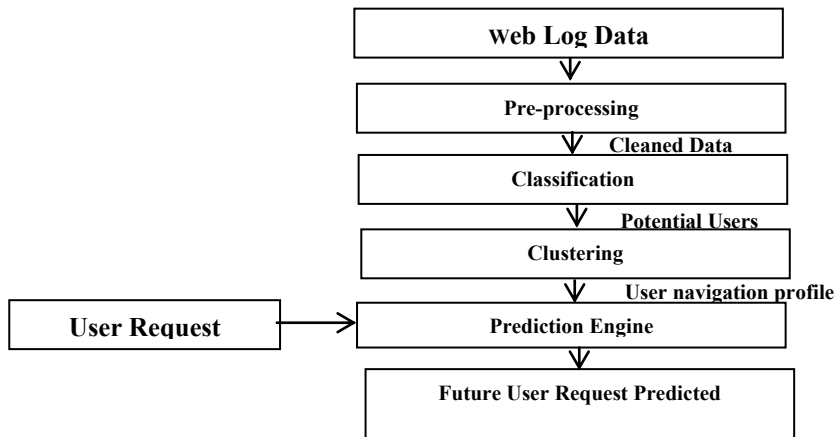 Web Log Data
Pre-processing
Cleaned Data
Classification
Potential Users
Clustering
User navigation profile
User Request
Prediction Engine
Future User Request Predicted